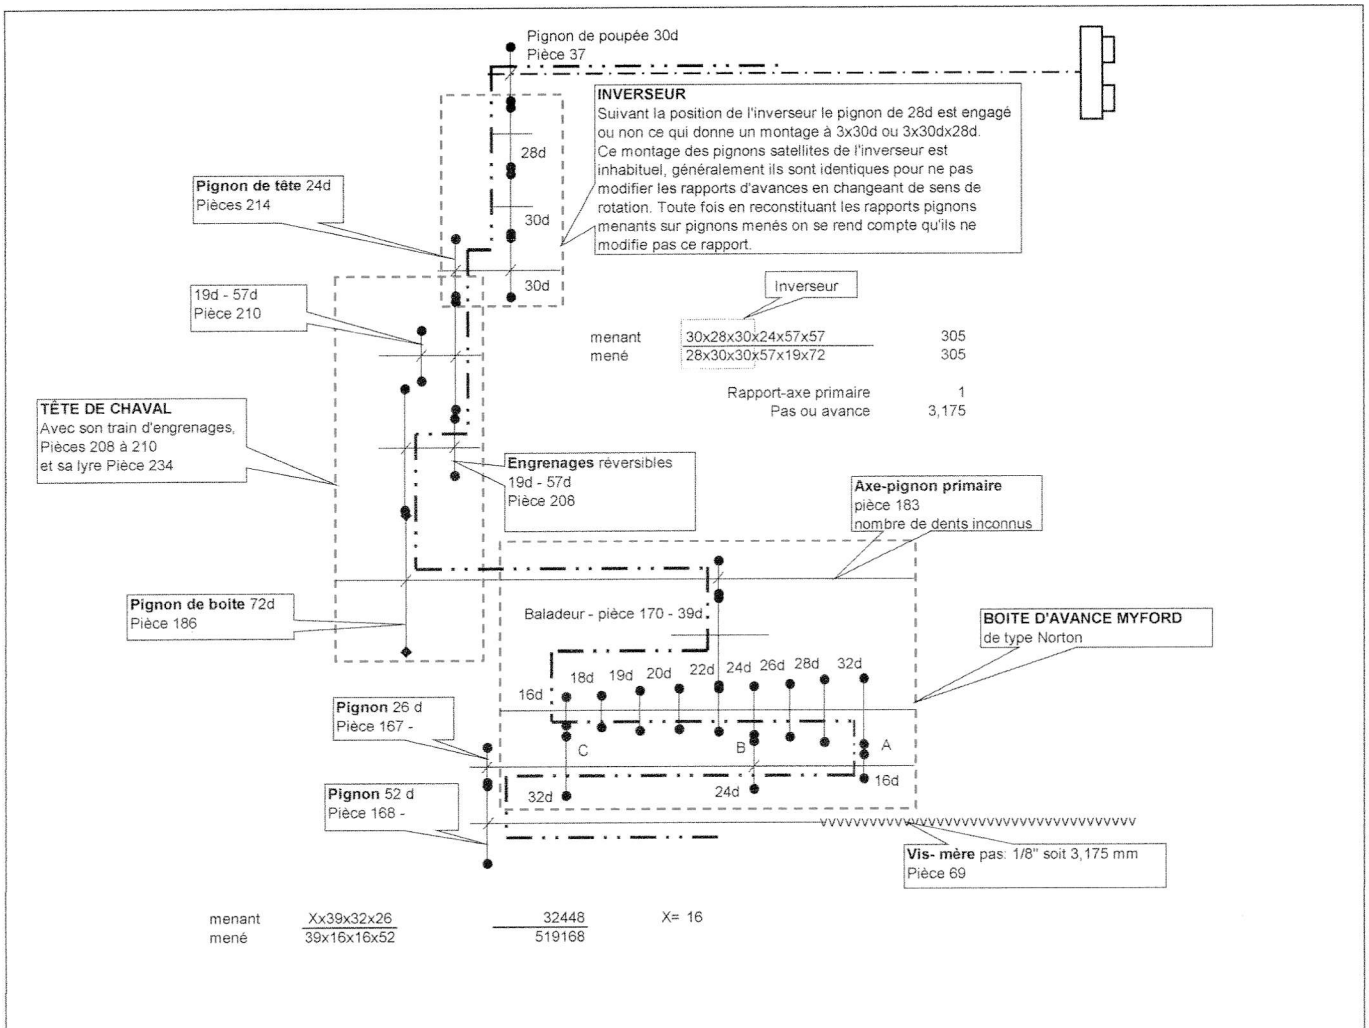 Pignon de poupée 30d
Pièce 37
INVERSEUR
Suivant la position de l'inverseur le pignon de 28d est engagé
ou non ce qui donne un montage à 3x30d ou 3x30dx28d.
Ce montage des pignons satellites de l'inverseur est
inhabituel, généralement ils sont identiques pour ne pas
modifier les rapports d'avances en changeant de sens de
rotation. Toute fois en reconstituant les rapports pignons
menants sur pignons menés on se rend compte qu'ils ne
modifie pas ce rapport.
28d
30d
30d
Pignon de tête 24d
Pièces 214
19d - 57d
Pièce 210
Inverseur
menant 30x28x30x24x57x57 305
mené 28x30x30x57x19x72 305
Rapport-axe primaire 1
Pas ou avance 3,175
TÊTE DE CHAVAL
Avec son train d'engrenages,
Pièces 208 à 210
et sa lyre Pièce 234
Engrenages réversibles
19d - 57d
Pièce 208
Axe-pignon primaire
pièce 183
nombre de dents inconnus
Pignon de boite 72d
Pièce 186
Baladeur - pièce 170 - 39d
BOITE D'AVANCE MYFORD
de type Norton
16d 18d 19d 20d 22d 24d 26d 28d 32d
Pignon 26 d
Pièce 167 -
C B A
32d 24d 16d
Pignon 52 d
Pièce 168 -
Vis- mère pas: 1/8" soit 3,175 mm
Pièce 69
menant Xx39x32x26 32448 X= 16
mené 39x16x16x52 519168